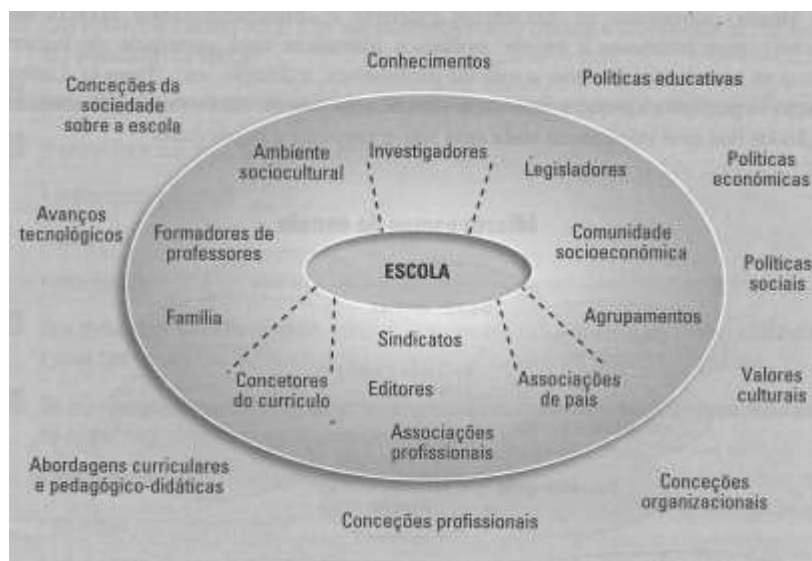 Conhecimentos
Políticas educativas
Conceções da
sociedade
sobre a escola
Ambiente
sociocultural
Investigadores
Legisladores
Políticas
económicas
Avanços
tecnológicos
Formadores de
professores
Comunidade
socioeconómica
ESCOLA
Políticas
sociais
Família
Agrupamentos
Sindicatos
Concetores
do currículo
Editores
Associações
de pais
Valores
culturais
Associações
profissionais
Abordagens curriculares
e pedagógico-didáticas
Conceções
organizacionais
Conceções profissionais